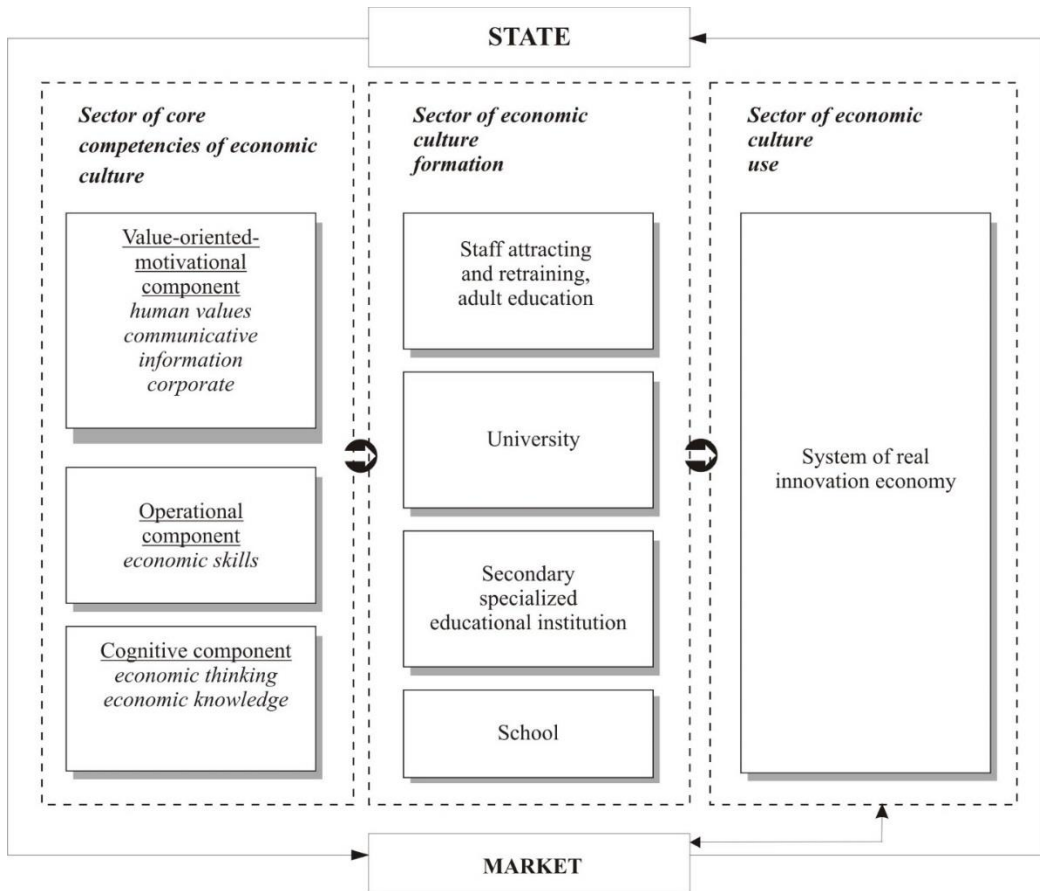 STATE
Sector of core
competencies of economic
culture
Value-oriented-
motivational
component
human values
communicative
information
corporate
Operational
component
economic skills
Cognitive component
economic thinking
economic knowledge
Sector of economic
culture
formation
Staff attracting
and retraining,
adult education
University
Secondary
specialized
educational institution
School
Sector of economic
culture
use
System of real
innovation economy
MARKET